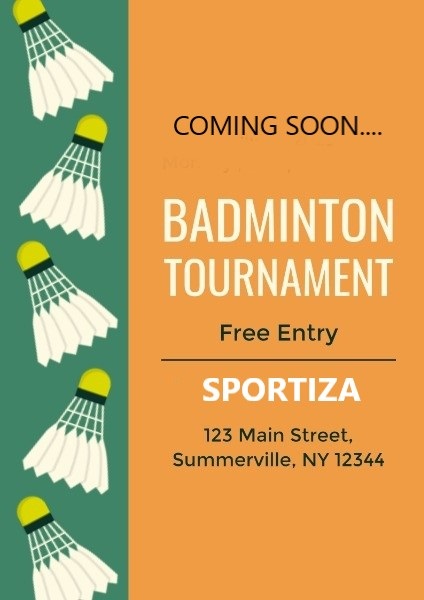 COMING SOON....
BADMINTON
TOURNAMENT
Free Entry
SPORTIZA
123 Main Street,
Summerville, NY 12344